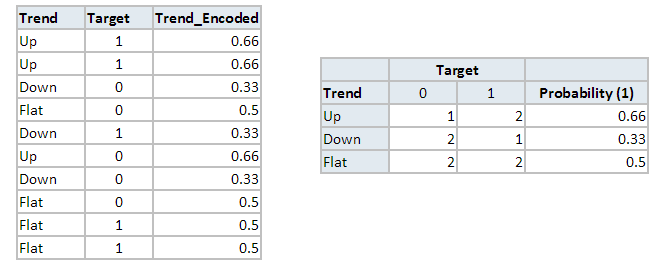 Trend Target Trend_Encoded
Up 1 0.66
Up 1 0.66
Down 0 0.33
Flat 0 0.5
Down 1 0.33
Up 0 0.66
Down 0 0.33
Flat 0 0.5
Flat 1 0.5
Flat 1 0.5
Target
Trend 0 1 Probability (1)
Up 1 2 0.66
Down 2 1 0.33
Flat 2 2 0.5